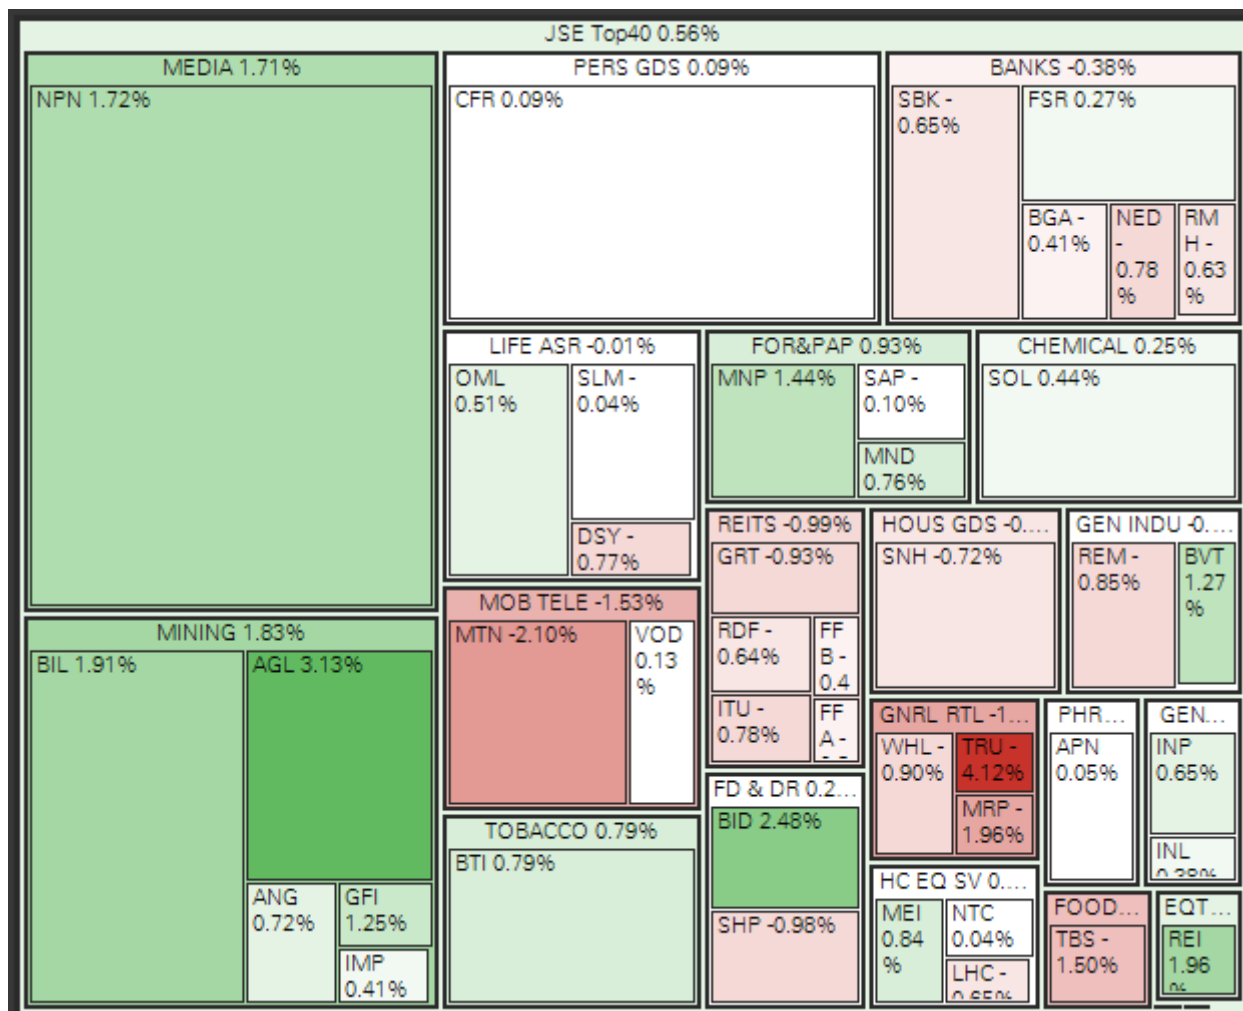 JSE Top40 0.56%
MEDIA 1.71%
NPN 1.72%
PERS GDS 0.09%
CFR 0.09%
BANKS -0.38%
SBK -
0.65%
FSR 0.27%
BGA -
0.41%
NED
-
0.78
%
RM
H -
0.63
%
LIFE ASR -0.01%
OML
0.51%
SLM -
0.04%
DSY -
0.77%
FOR&PAP 0.93%
MNP 1.44%
SAP -
0.10%
MND
0.76%
CHEMICAL 0.25%
SOL 0.44%
REITS -0.99%
GRT -0.93%
RDF -
0.64%
FF
B -
0.4
ITU -
0.78%
FF
A -
HOUS GDS -0....
SNH -0.72%
GEN INDU -0....
REM -
0.85%
BVT
1.27
%
MOB TELE -1.53%
MTN -2.10%
VOD
0.13
%
MINING 1.83%
BIL 1.91%
AGL 3.13%
ANG
0.72%
GFI
1.25%
IMP
0.41%
TOBACCO 0.79%
BTI 0.79%
FD & DR 0.2...
BID 2.48%
SHP -0.98%
GNRL RTL -1...
WHL -
0.90%
TRU -
4.12%
MRP -
1.96%
PHR...
APN
0.05%
GEN...
INP
0.65%
INL
0.38%
HC EQ SV 0....
MEI
0.84
%
NTC
0.04%
LHC -
0.65%
FOOD...
TBS -
1.50%
EQT...
REI
1.96
%